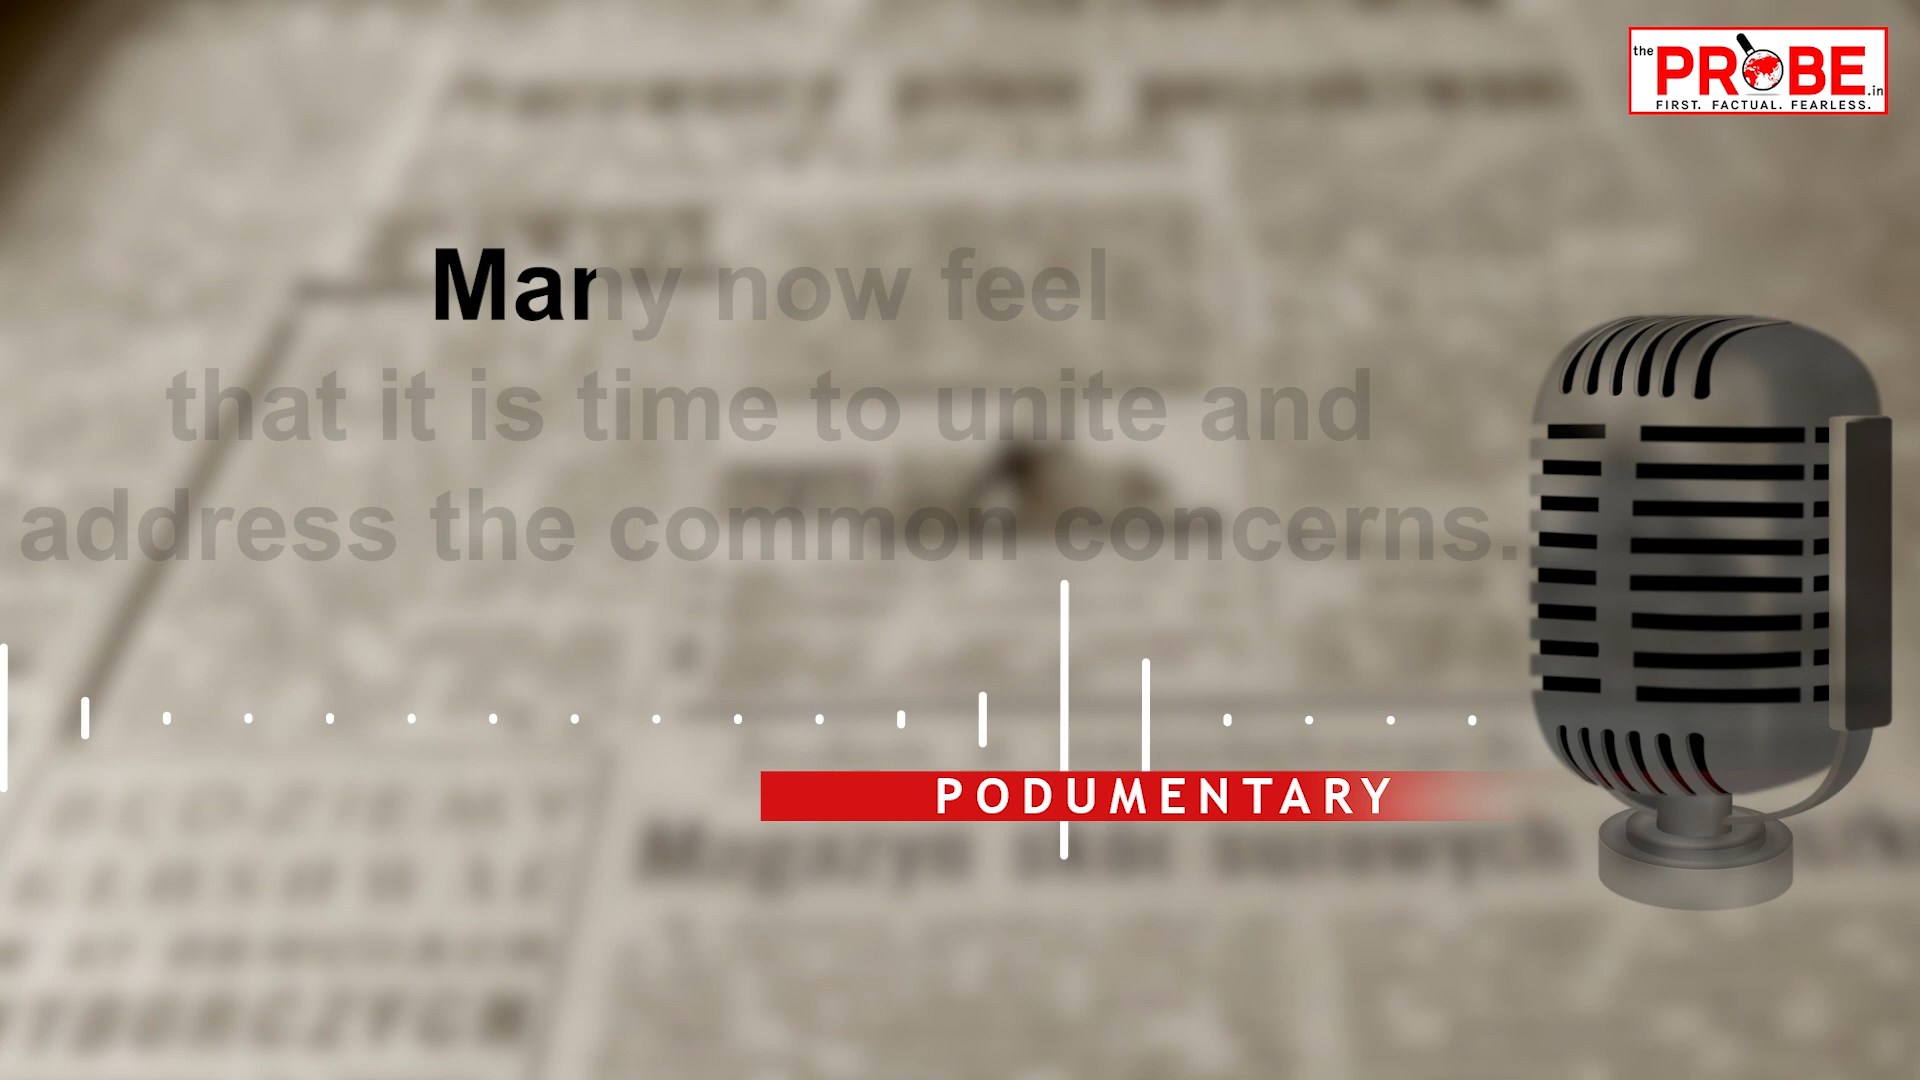 the PROBE.in
FIRST. FACTUAL. FEARLESS.
Many now feel
that it is time to unite and
address the common concerns.
PODUMENTARY